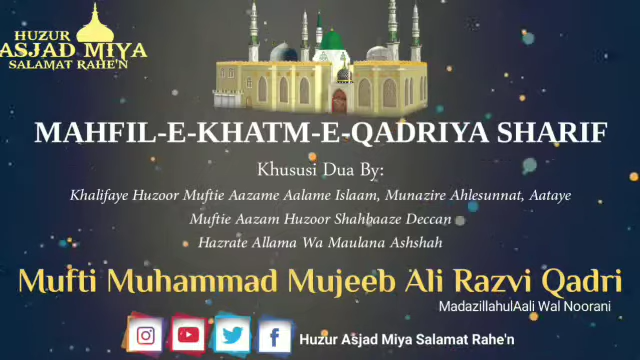 HUZUR
ASJAD MIYA
SALAMAT RAHE'N
MAHFIL-E-KHATM-E-QADRIYA SHARIF
Khususi Dua By:
Khalifaye Huzoor Muftie Aazame Aalame Islaam, Munazire Ahlesunnat, Aataye
Muftie Aazam Huzoor Shahbaaze Deccan
Hazrate Allama Wa Maulana Ashshah
Mufti Muhammad Mujeeb Ali Razvi Qadri
MadazillahulAali Wal Noorani
Huzur Asjad Miya Salamat Rahe'n